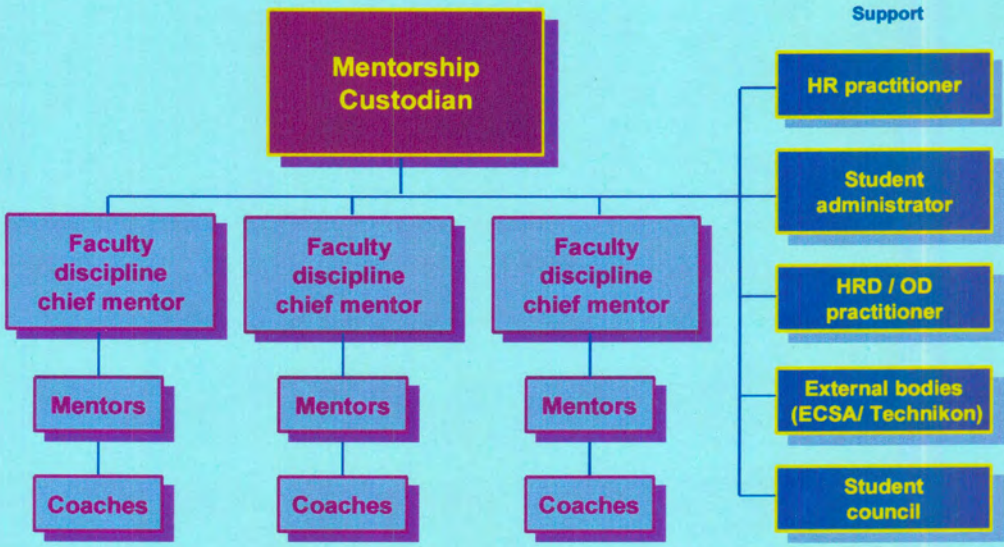 Support
Mentorship
Custodian
HR practitioner
Student
administrator
Faculty
discipline
chief mentor
Faculty
discipline
chief mentor
Faculty
discipline
chief mentor
HRD / OD
practitioner
Mentors
Mentors
Mentors
External bodies
(ECSA/ Technikon)
Coaches
Coaches
Coaches
Student
council